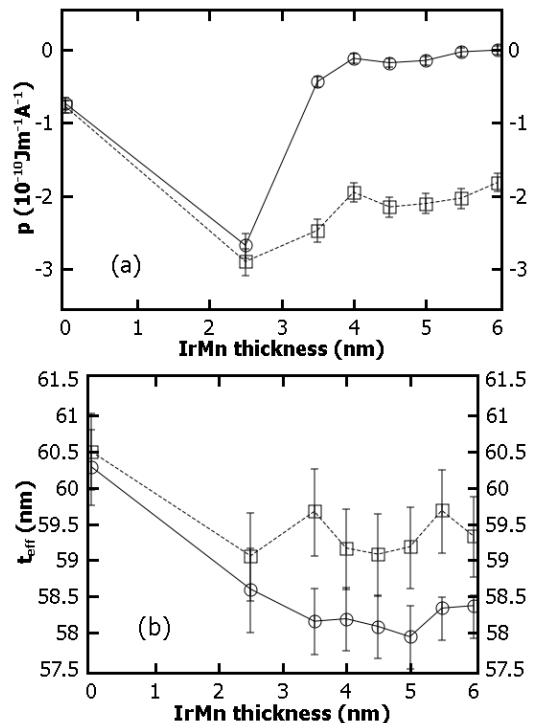 0 0
-1 -1
-2 -2
-3 -3
p (10⁻¹⁰Jm⁻¹A⁻¹)
(a)
0 1 2 3 4 5 6
IrMn thickness (nm)
61.5 61.5
61 61
60.5 60.5
60 60
59.5 59.5
59 59
58.5 58.5
58 58
57.5 57.5
t_eff (nm)
(b)
0 1 2 3 4 5 6
IrMn thickness (nm)